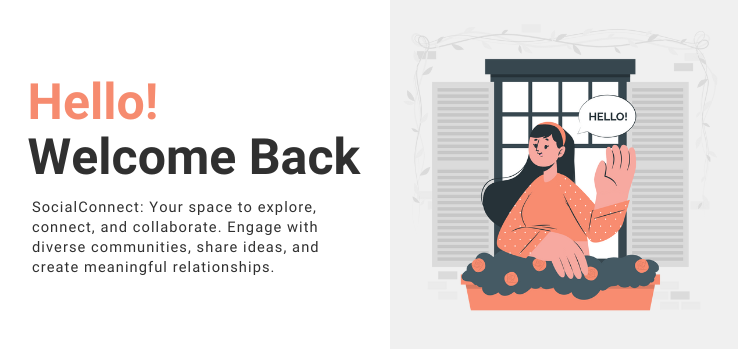 Hello!
Welcome Back
SocialConnect: Your space to explore,
connect, and collaborate. Engage with
diverse communities, share ideas, and
create meaningful relationships.
HELLO!